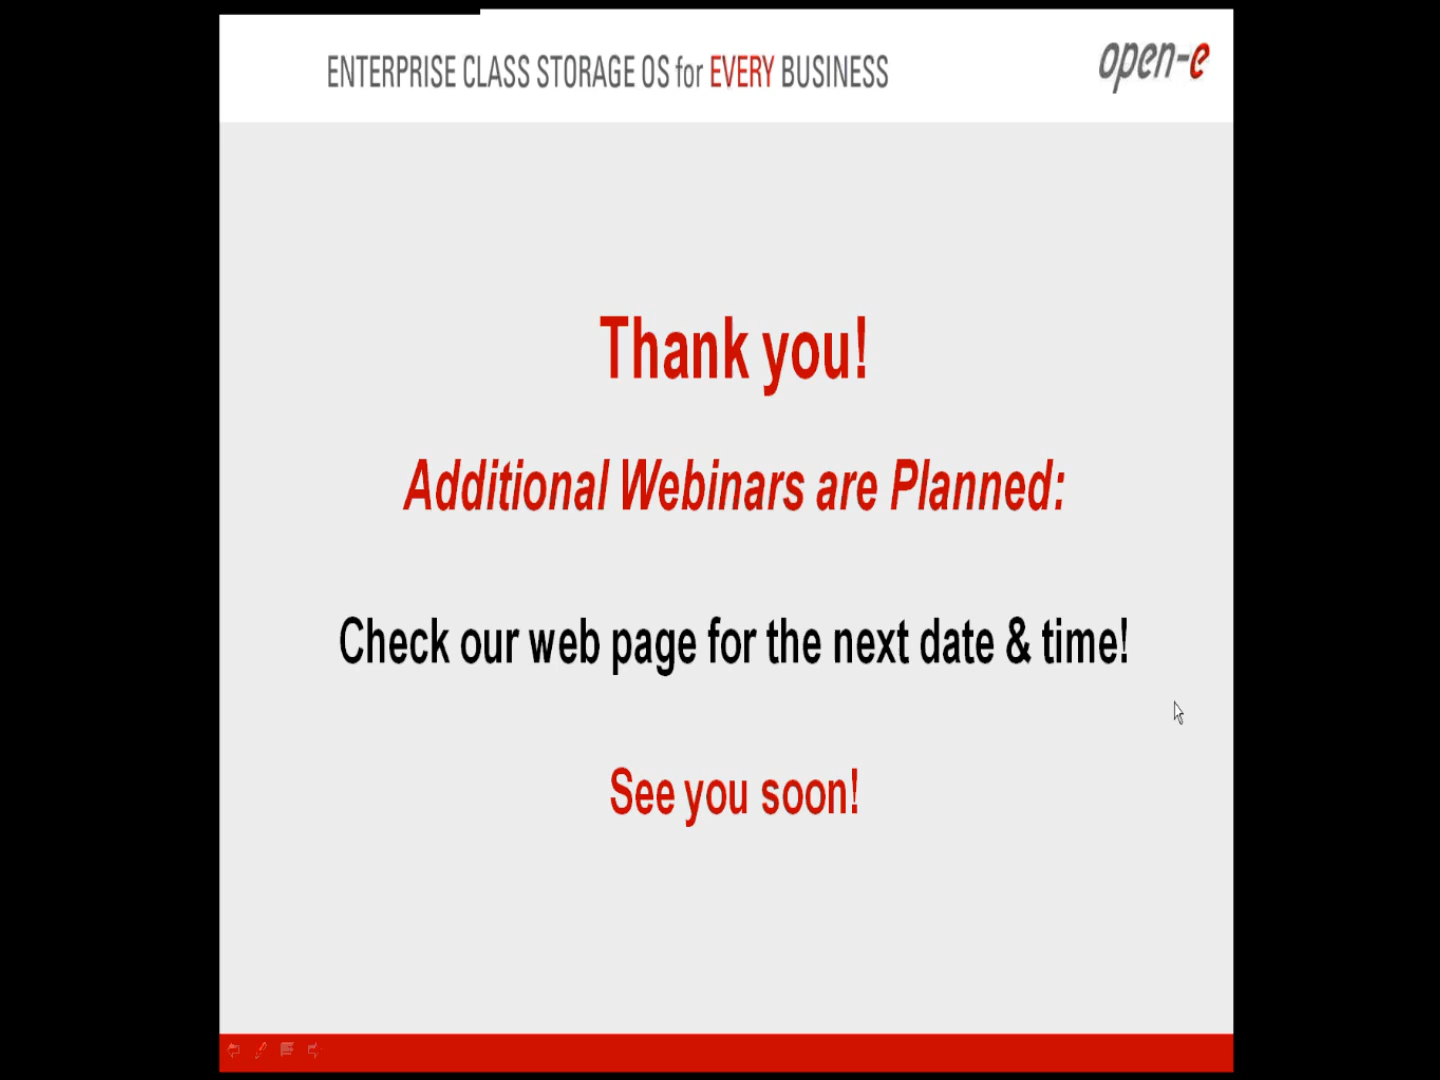 ENTERPRISE CLASS STORAGE OS for EVERY BUSINESS
open-e
Thank you!
Additional Webinars are Planned:
Check our web page for the next date & time!
See you soon!